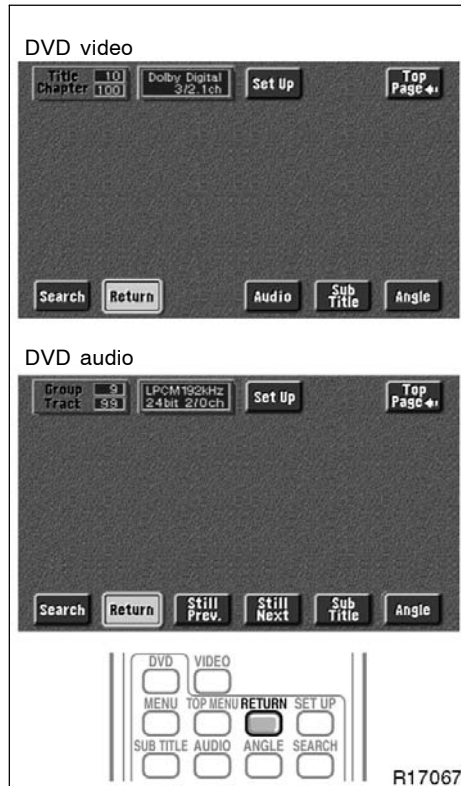 DVD video
Title 10 Dolby Digital Set Up Top
Chapter 100 3/2.1ch Page
Search Return Audio Sub Title Angle
DVD audio
Group 9 LPCM192kHz Set Up Top
Tract 99 24bit 2/0ch Page
Search Return Still Prev. Still Next Sub Title Angle
DVD VIDEO
MENU TOP MENU RETURN SET UP
SUB TITLE AUDIO ANGLE SEARCH
R17067